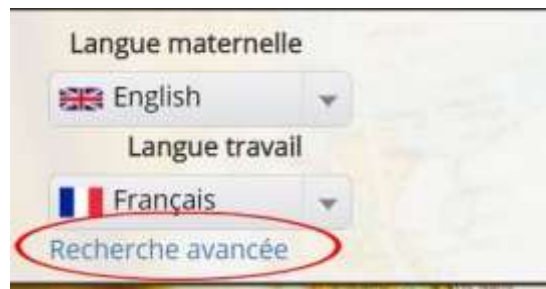 Langue maternelle
English
Langue travail
Français
Recherche avancée